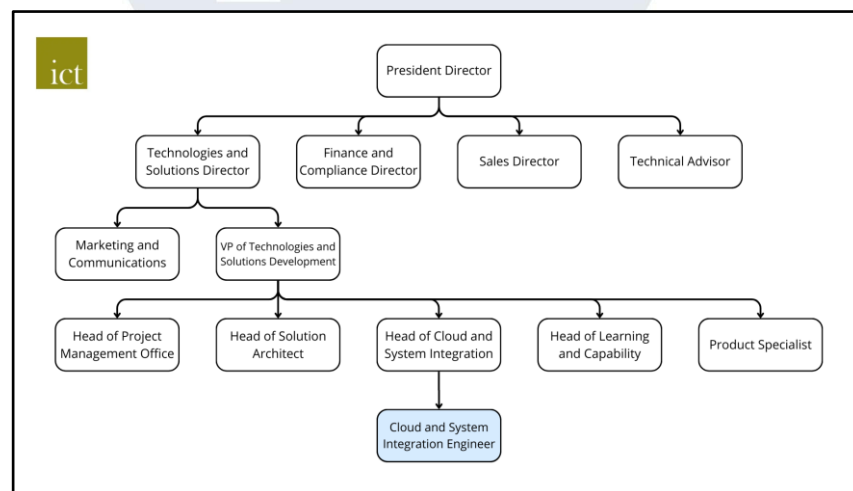 ict
President Director
Technologies and
Solutions Director
Finance and
Compliance Director
Sales Director
Technical Advisor
Marketing and
Communications
VP of Technologies and
Solutions Development
Head of Project
Management Office
Head of Solution
Architect
Head of Cloud and
System Integration
Head of Learning
and Capability
Product Specialist
Cloud and System
Integration Engineer